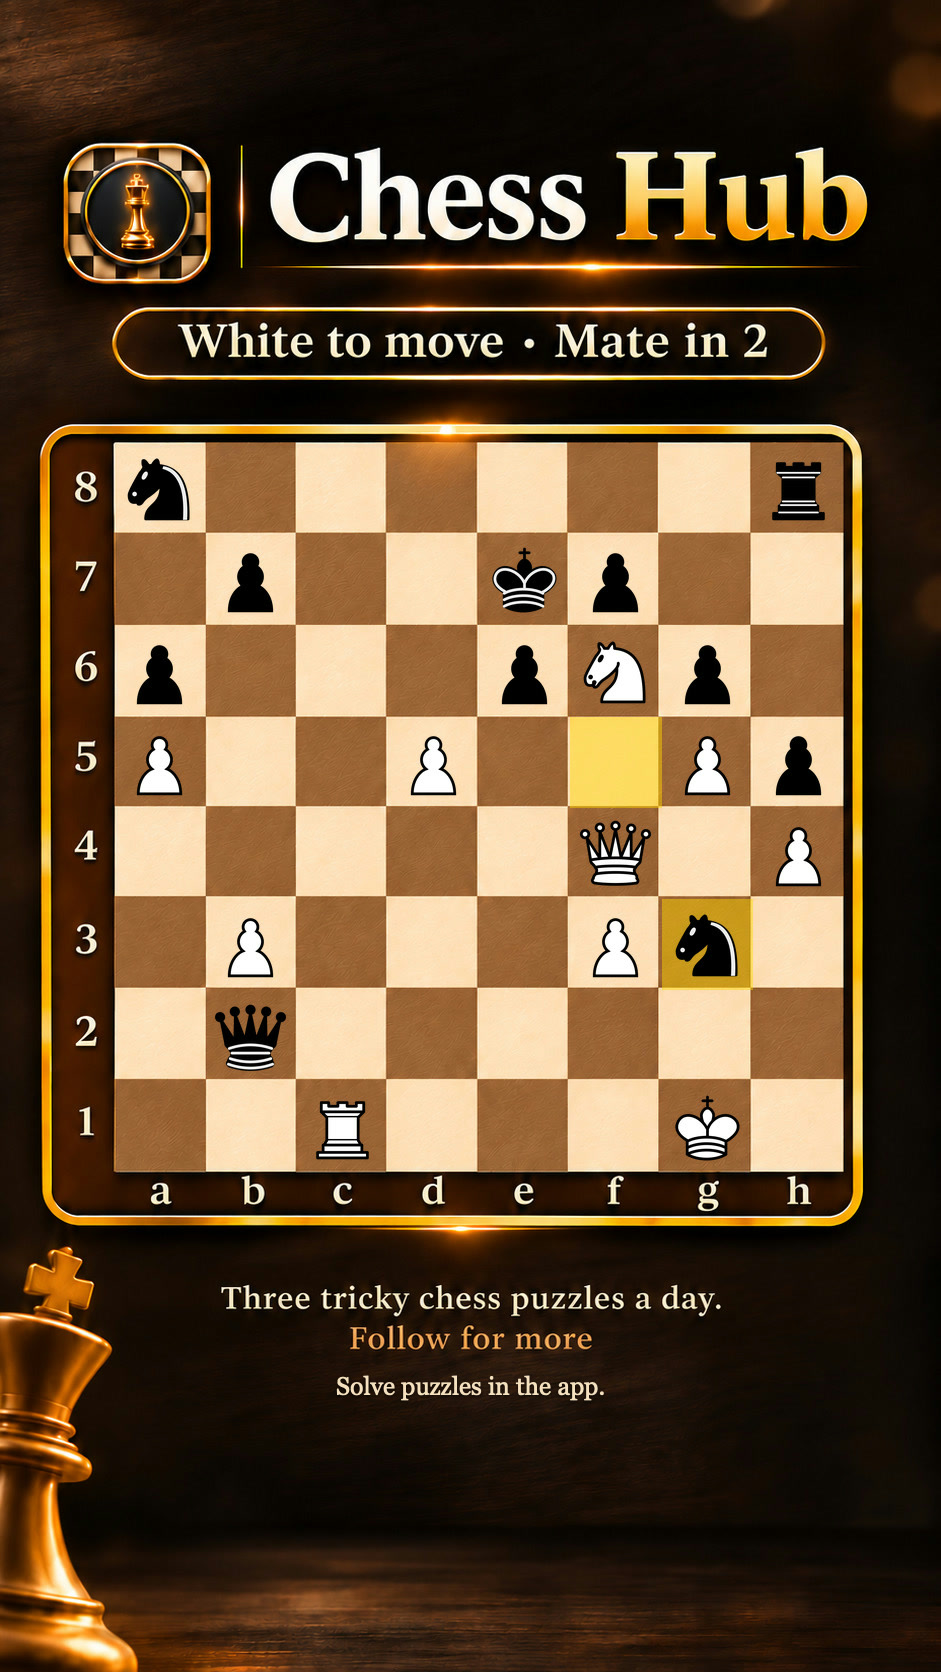 Chess Hub
White to move • Mate in 2
8
7
6
5
4
3
2
1
a b c d e f g h
Three tricky chess puzzles a day.
Follow for more
Solve puzzles in the app.